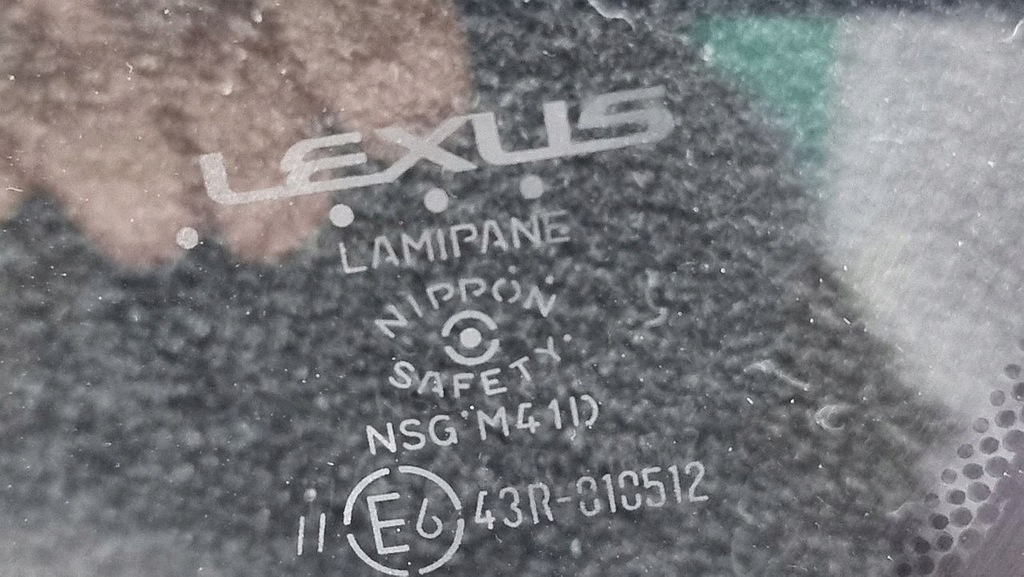 LEXUS
LAMIPANE
NIPPON
SAFETY
NSG M41D
II E6 43R-010512